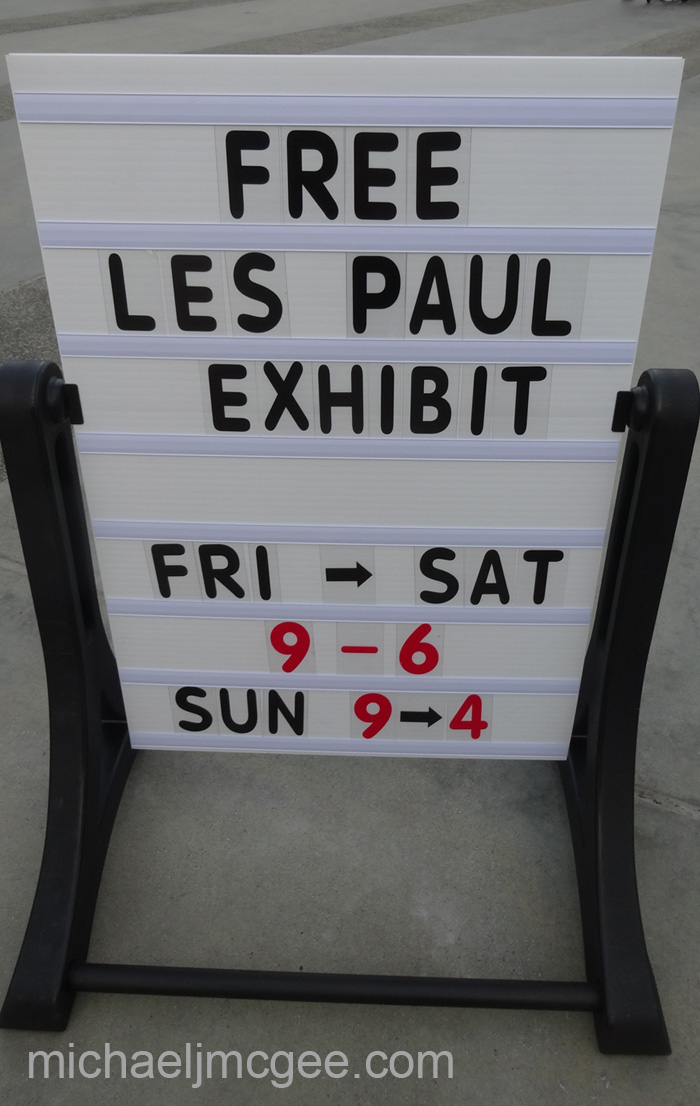 FREE
LES PAUL
EXHIBIT
FRI → SAT
9 – 6
SUN 9→4
michaeljmcgee.com